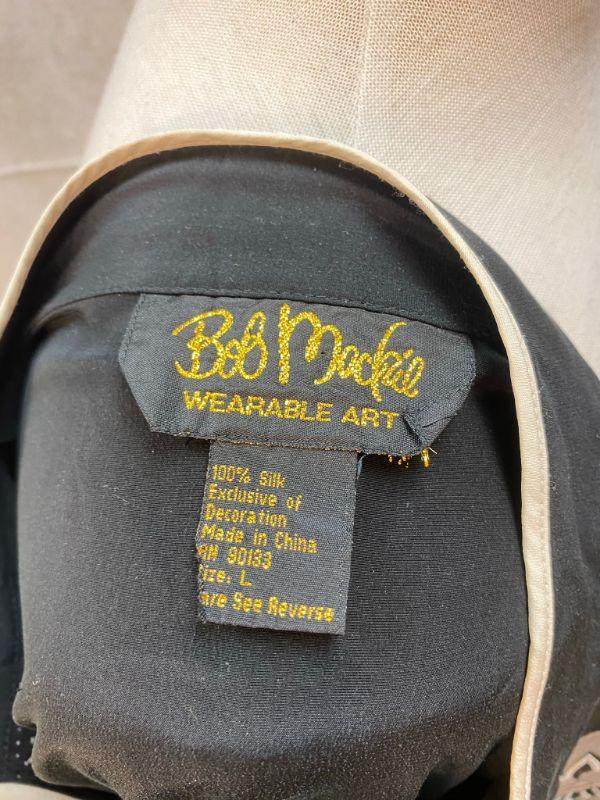 Bob Mackie
WEARABLE ART
100% Silk
Exclusive of
Decoration
Made in China
RN 90133
Size: L
are See Reverse